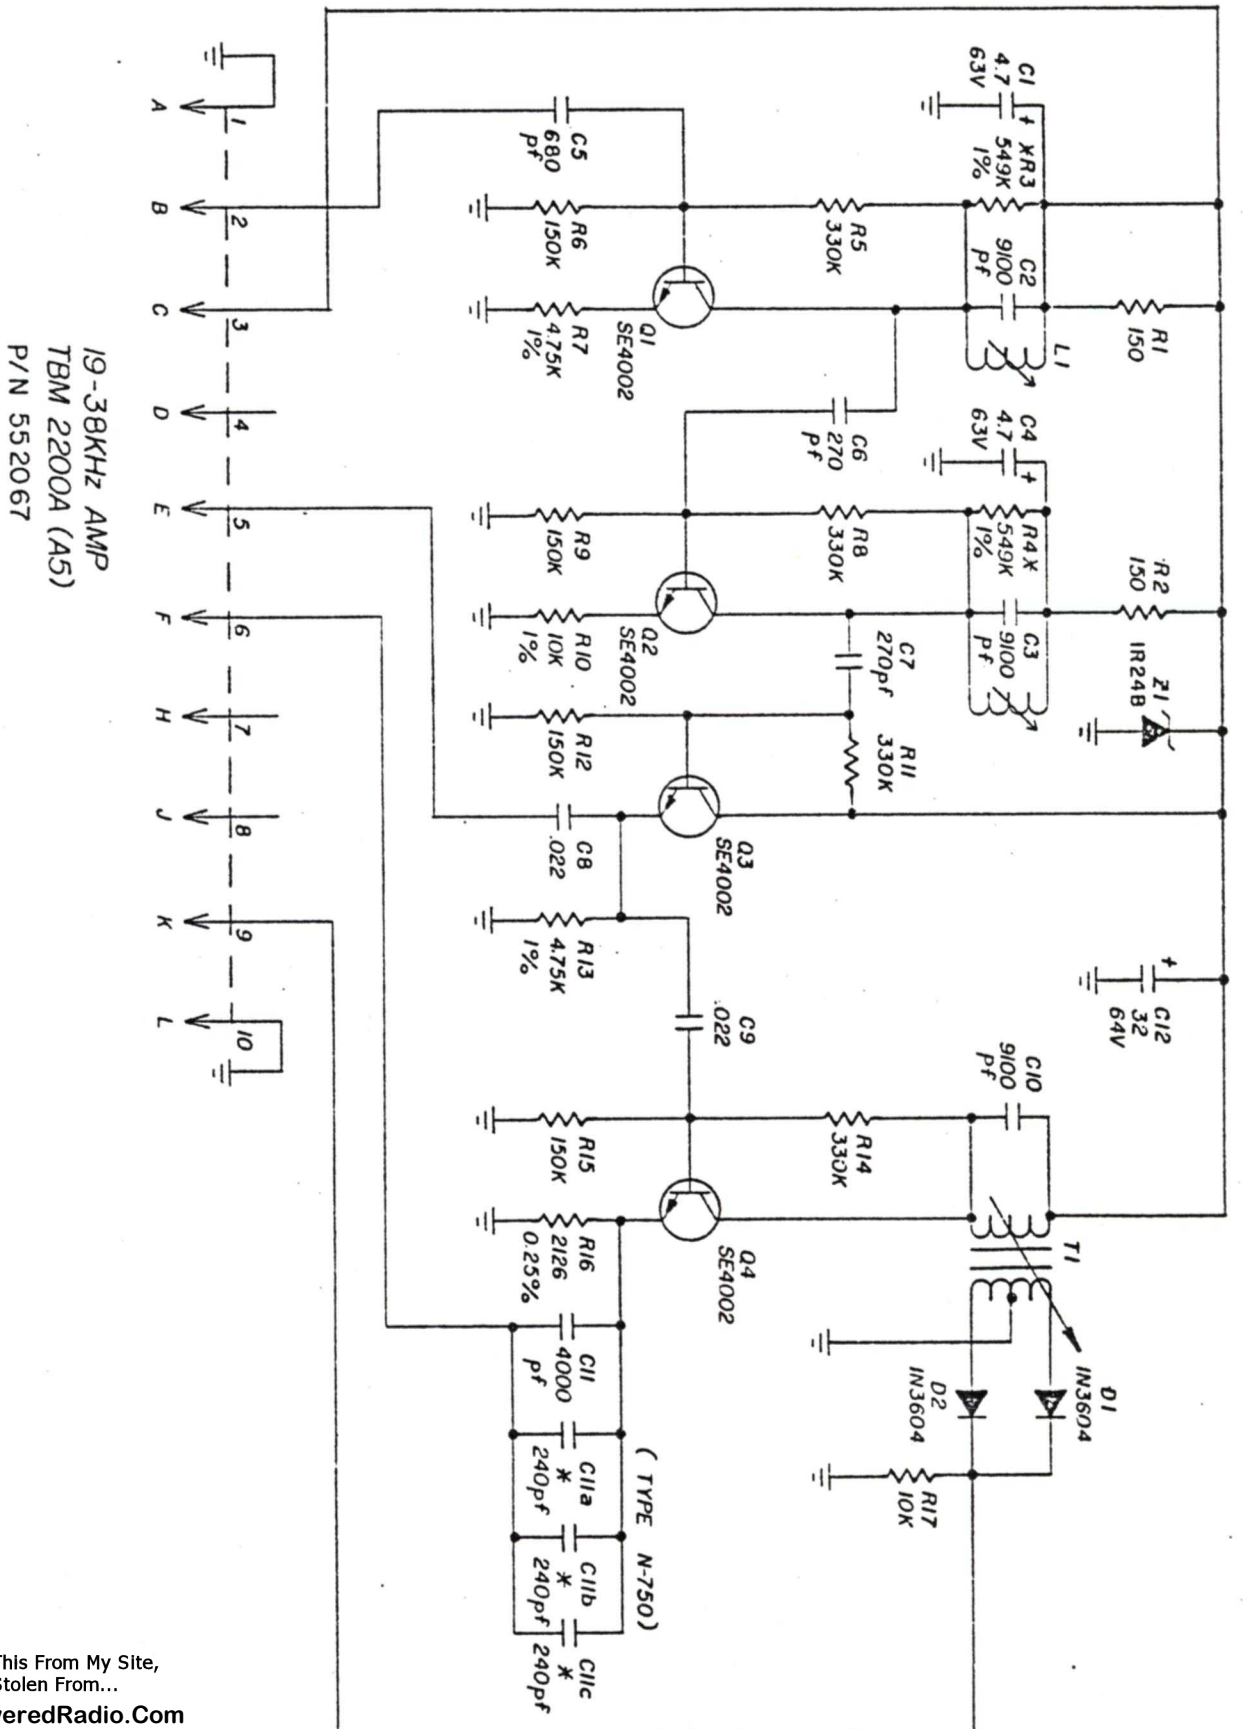 C1
4.7
63V
+
*R3
549K
1%
C2
9100
pf
L1
R1
150
C5
680
pf
R6
150K
R5
330K
R7
4.75K
1%
Q1
SE4002
C6
270
pf
C4
4.7
63V
+
R4*
549K
1%
R2
150
C3
9100
pf
Z1
1R24B
R9
150K
R8
330K
R10
10K
1%
Q2
SE4002
C7
270pf
R12
150K
R11
330K
C8
.022
Q3
SE4002
R13
4.75K
1%
C9
.022
+
C12
32
64V
C10
9100
pf
R15
150K
R14
330K
R16
2126
0.25%
Q4
SE4002
T1
D1
1N3604
D2
1N3604
R17
10K
C11
4000
pf
C11a
*
240pf
C11b
*
240pf
C11c
*
240pf
(TYPE N-750)
A 1
B 2
C 3
D 4
E 5
F 6
H 7
J 8
K 9
L 10
19-38KHz AMP
TBM 2200A (A5)
P/N 552067
This From My Site,
Stolen From...
weredRadio.Com